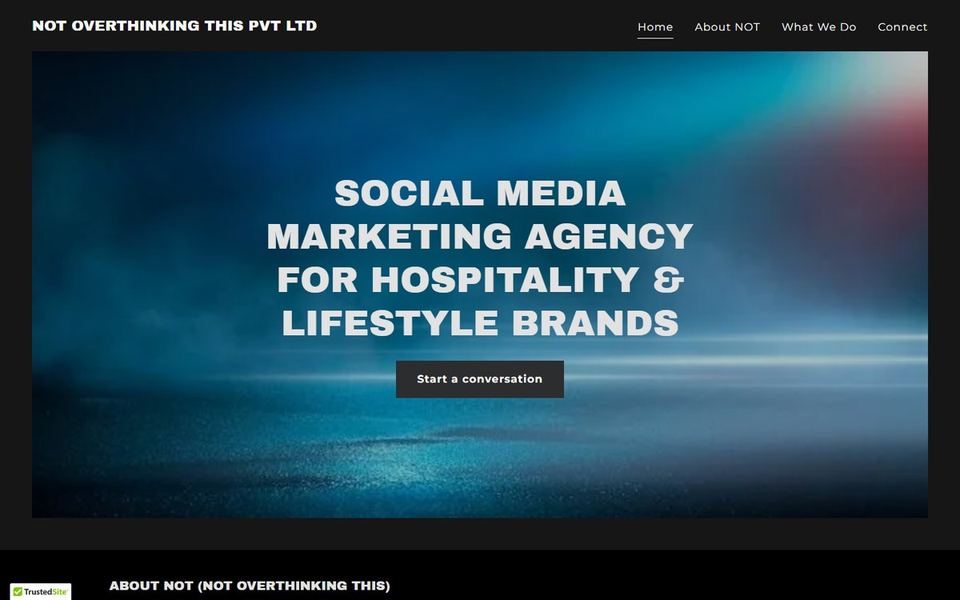 NOT OVERTHINKING THIS PVT LTD
Home
About NOT
What We Do
Connect
SOCIAL MEDIA
MARKETING AGENCY
FOR HOSPITALITY &
LIFESTYLE BRANDS
Start a conversation
ABOUT NOT (NOT OVERTHINKING THIS)
TrustedSite